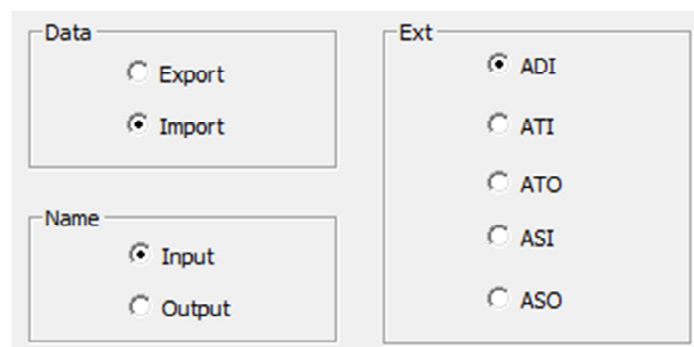 Data
Export
Import
Name
Input
Output
Ext
ADI
ATI
ATO
ASI
ASO